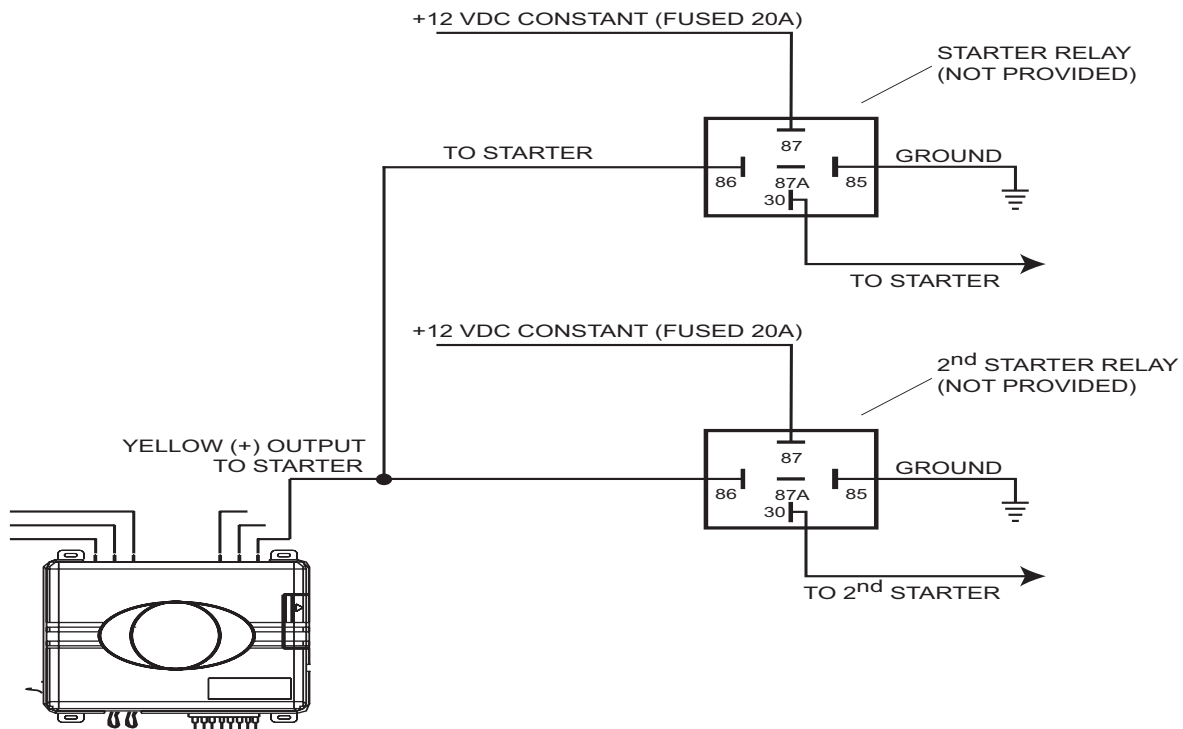 +12 VDC CONSTANT (FUSED 20A)
STARTER RELAY
(NOT PROVIDED)
87
TO STARTER
GROUND
86
87A
85
30
TO STARTER
+12 VDC CONSTANT (FUSED 20A)
2nd STARTER RELAY
(NOT PROVIDED)
YELLOW (+) OUTPUT
TO STARTER
87
GROUND
86
87A
85
30
TO 2nd STARTER